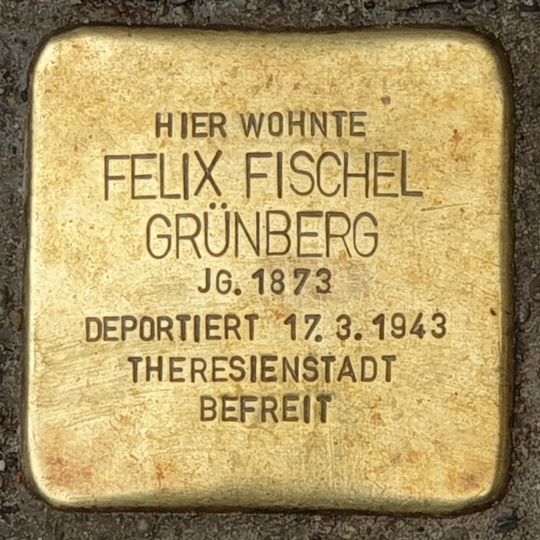 HIER WOHNTE
FELIX FISCHEL
GRÜNBERG
JG. 1873
DEPORTIERT 17. 3. 1943
THERESIENSTADT
BEFREIT